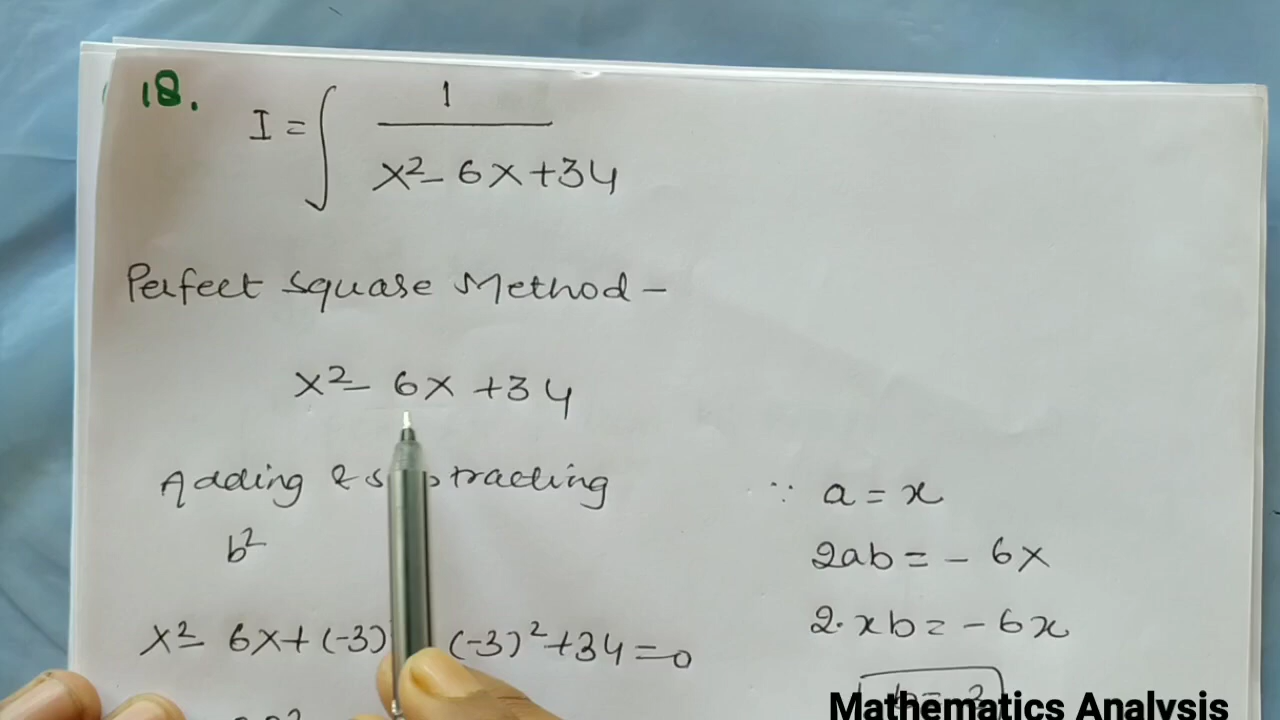 18.
I = ∫ 1 / (x² - 6x + 34)
Perfect Square Method -
x² - 6x + 34
Adding &
b²
∵ a = x
2ab = - 6x
2·xb = - 6x
x² - 6x + (-3) (-3)² + 34 = 0
Mathematics Analysis